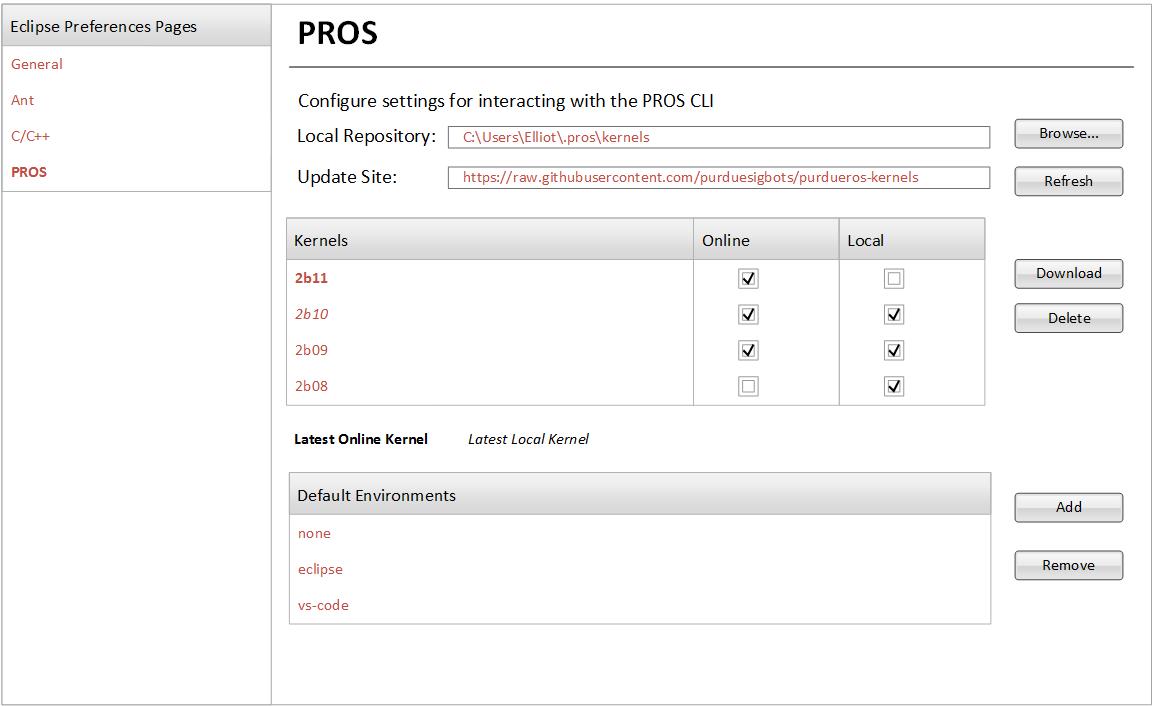 Eclipse Preferences Pages
General
Ant
C/C++
PROS
PROS
Configure settings for interacting with the PROS CLI
Local Repository: C:\Users\Elliot\.pros\kernels Browse...
Update Site: https://raw.githubusercontent.com/purduesigbots/purdueros-kernels Refresh
Kernels Online Local
2b11 Download
2b10 Delete
2b09
2b08
Latest Online Kernel Latest Local Kernel
Default Environments
Add
none
eclipse Remove
vs-code